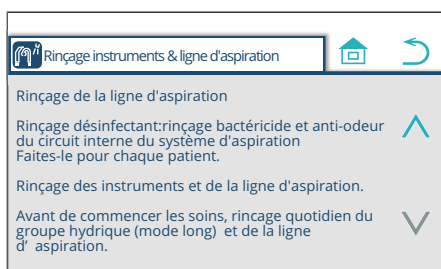 Rinçage instruments & ligne d'aspiration
Rinçage de la ligne d'aspiration
Rinçage désinfectant:rinçage bactéricide et anti-odeur
du circuit interne du système d'aspiration
Faites-le pour chaque patient.
Rinçage des instruments et de la ligne d'aspiration.
Avant de commencer les soins, rincage quotidien du
groupe hydrique (mode long) et de la ligne
d' aspiration.